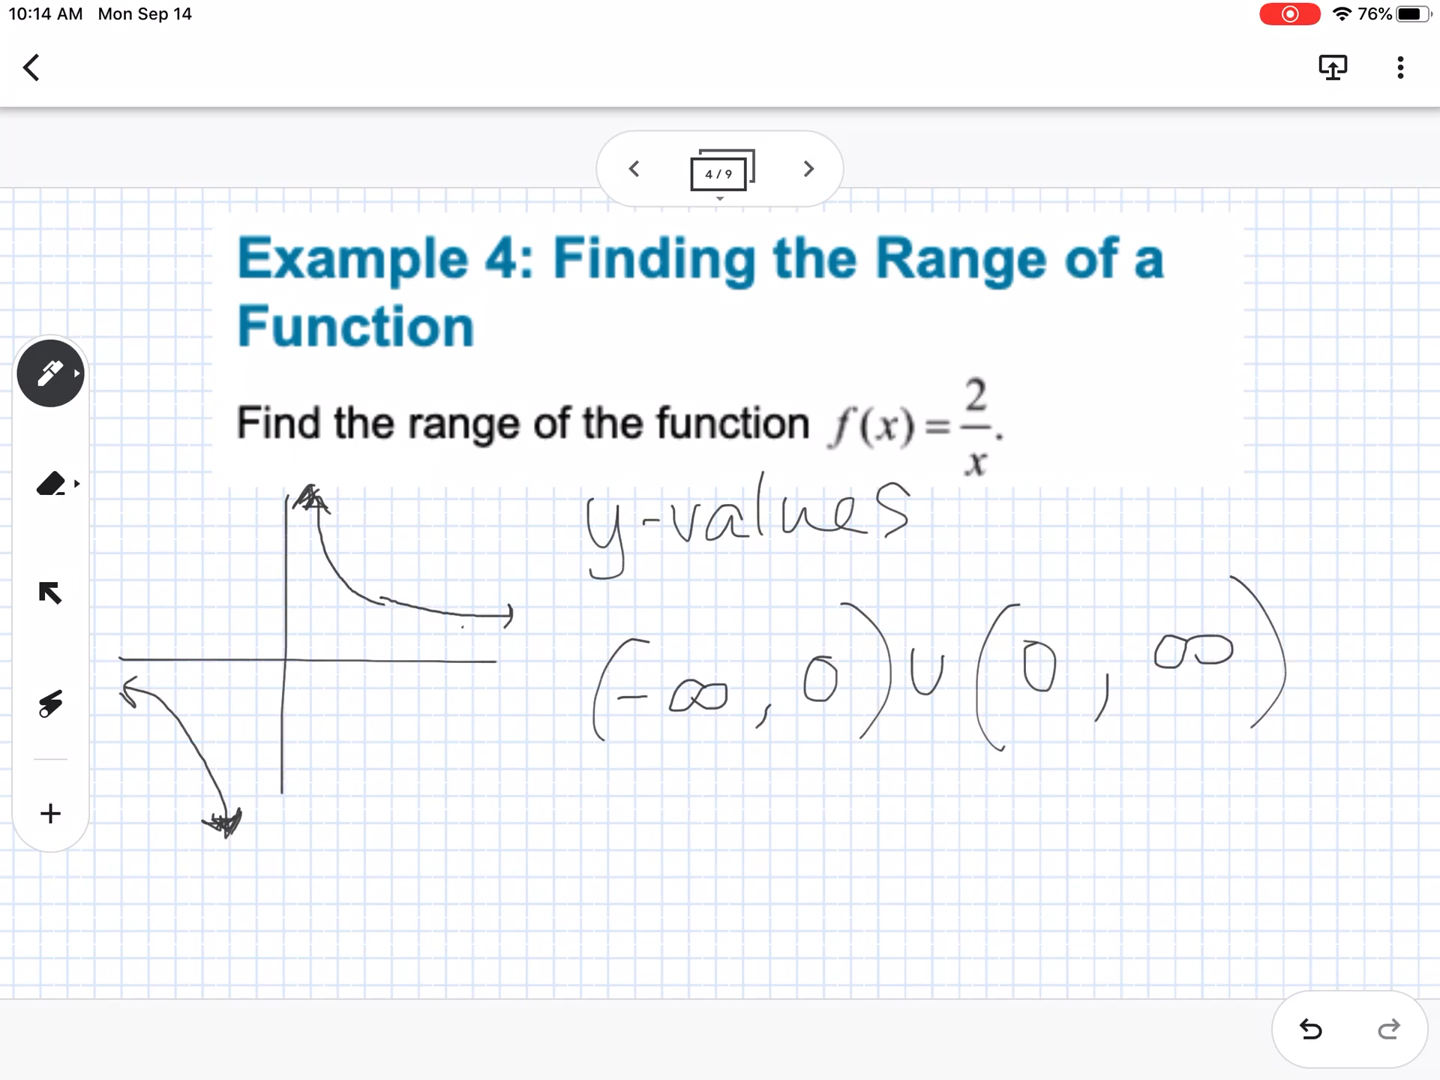 10:14 AM Mon Sep 14
76%
4 / 9
Example 4: Finding the Range of a
Function
Find the range of the function f(x) = 2/x.
y-values
(-∞, 0) ∪ (0, ∞)